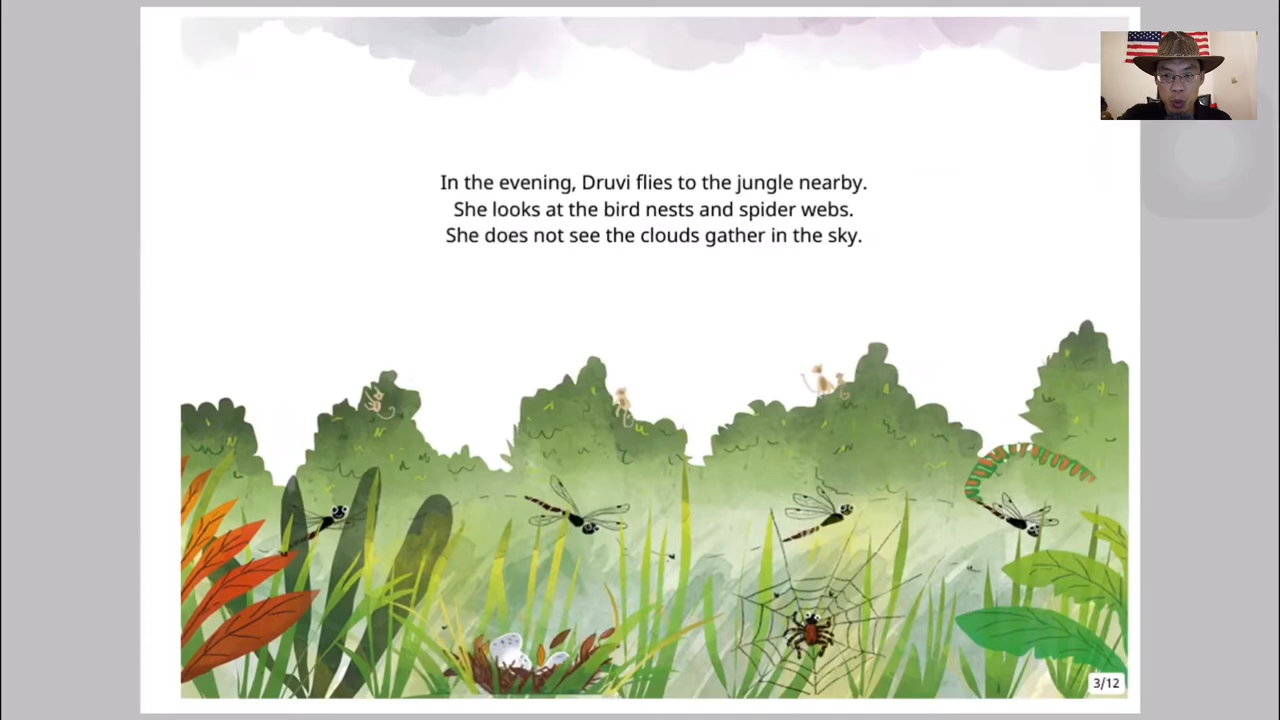 In the evening, Druvi flies to the jungle nearby.
She looks at the bird nests and spider webs.
She does not see the clouds gather in the sky.
3/12